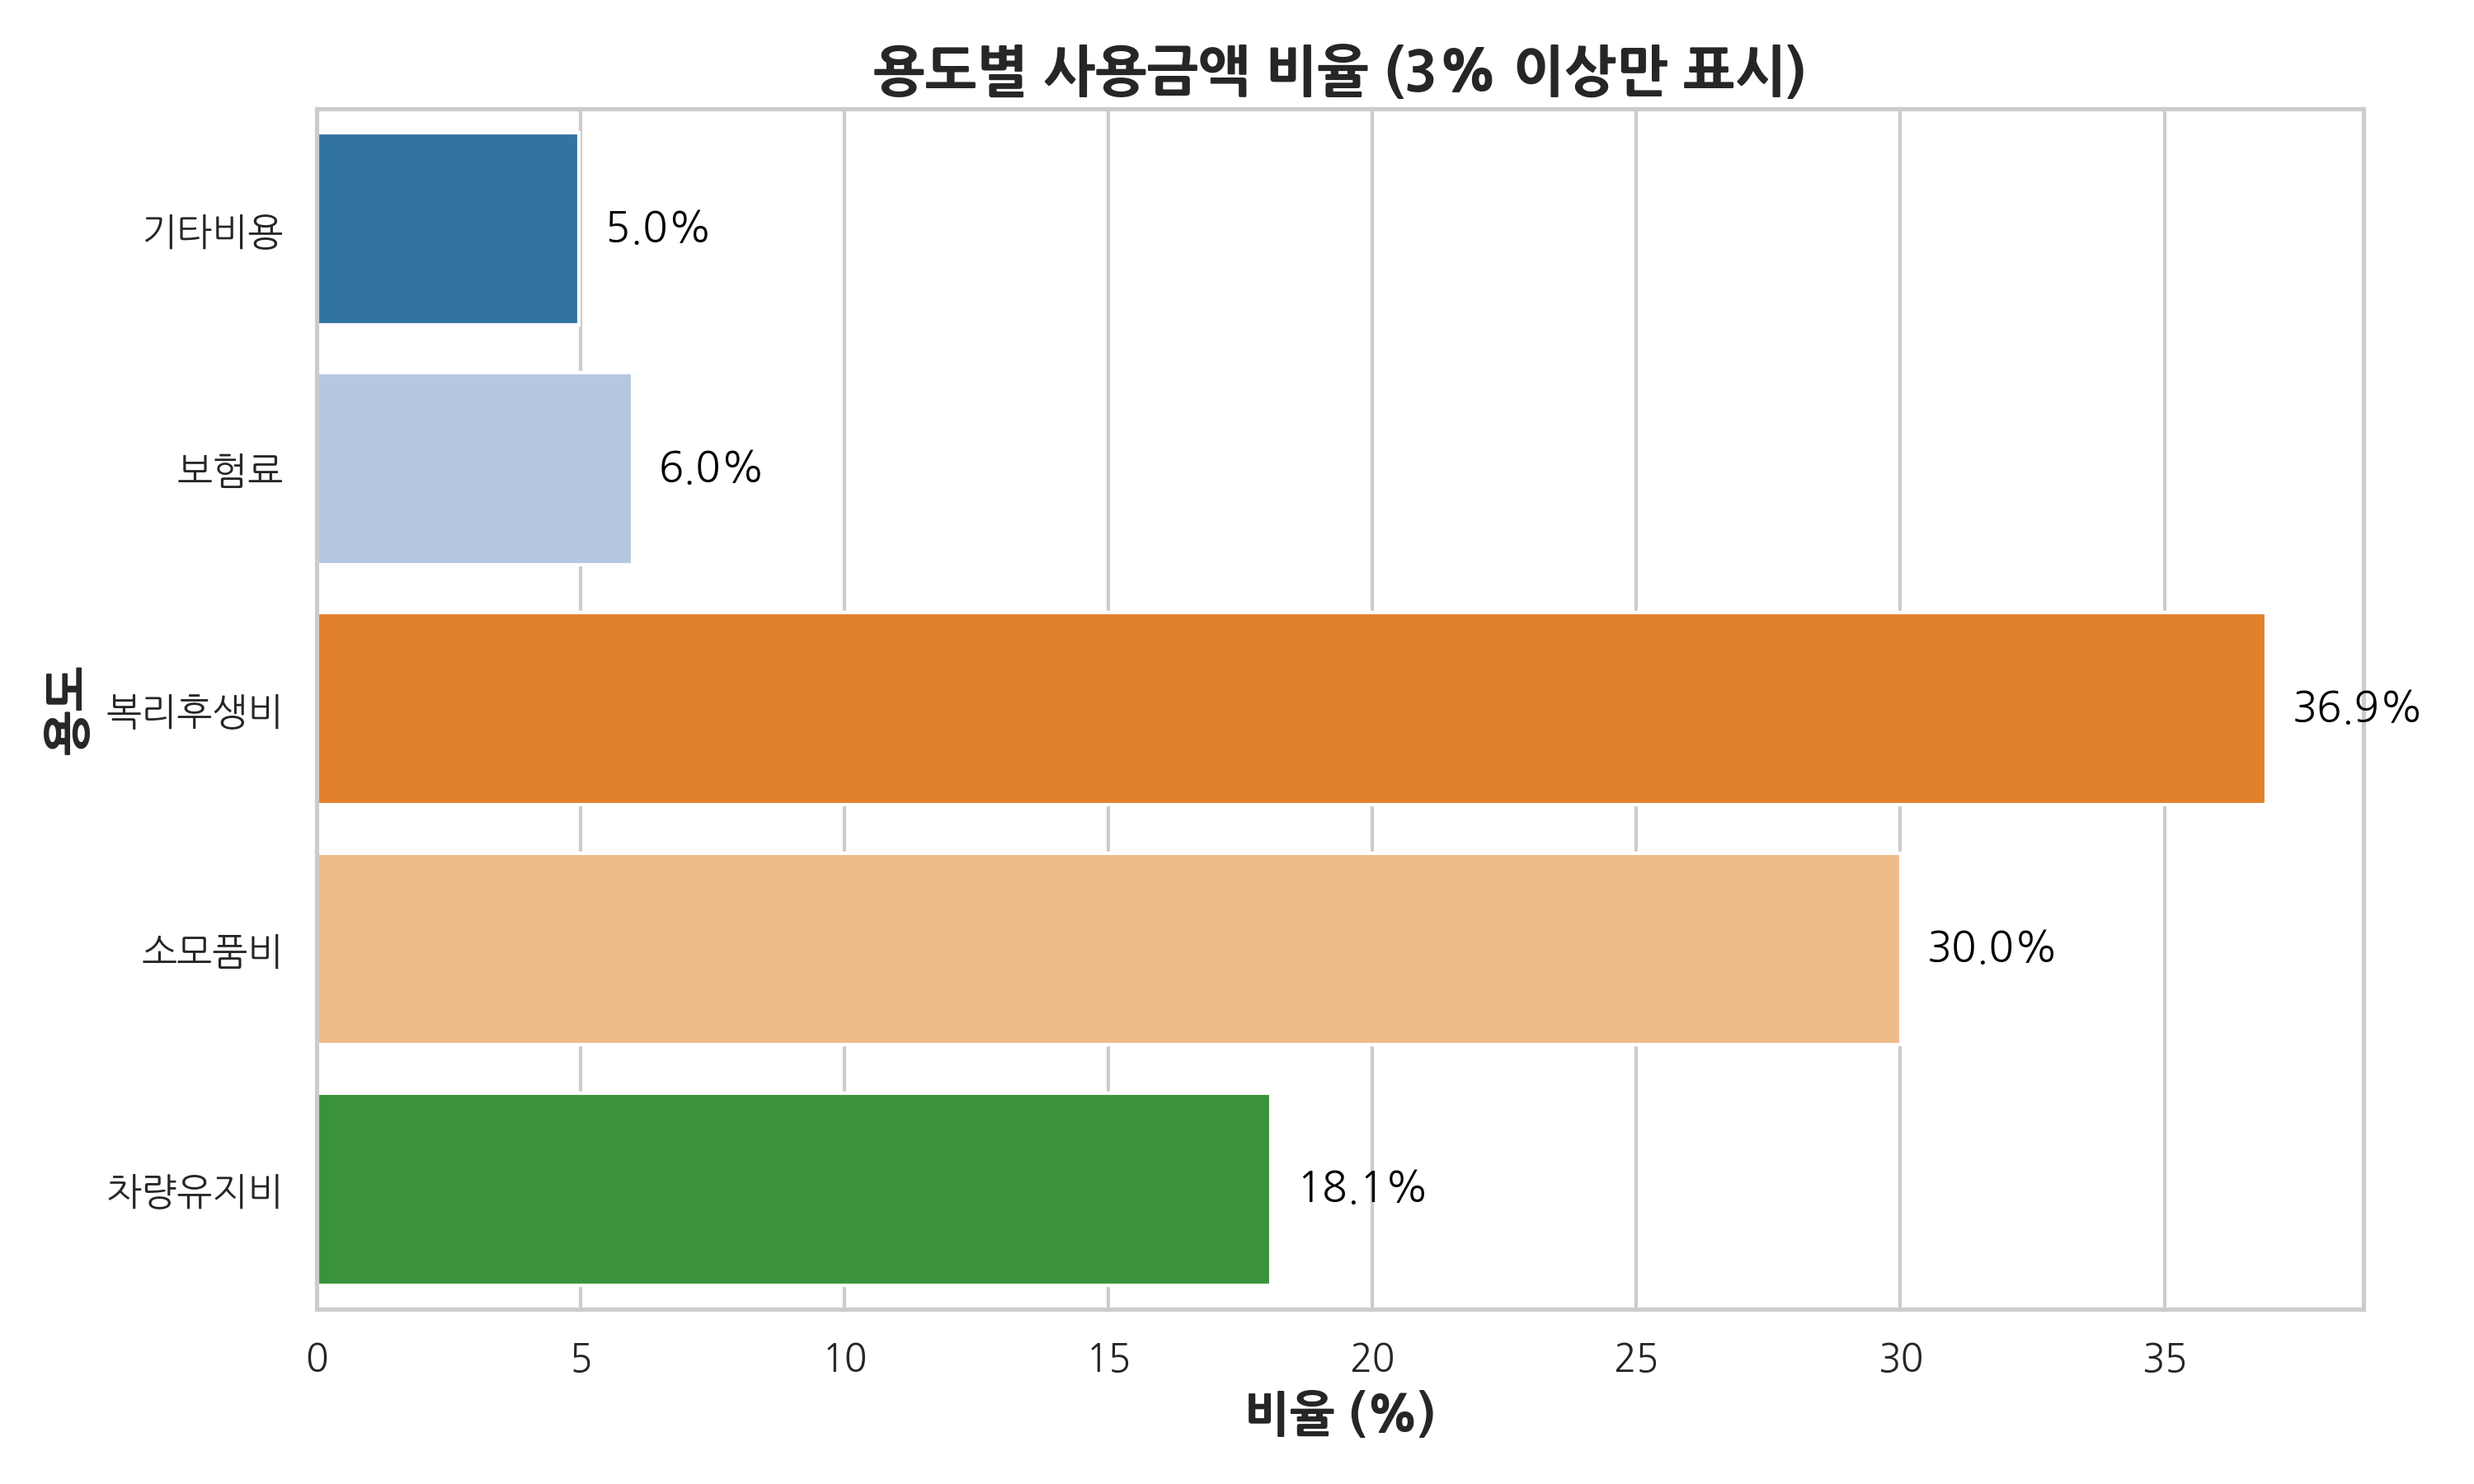 용도별 사용금액 비율 (3% 이상만 표시)
기타비용
5.0%
보험료
6.0%
용도
복리후생비
36.9%
소모품비
30.0%
차량유지비
18.1%
0 5 10 15 20 25 30 35
비율 (%)